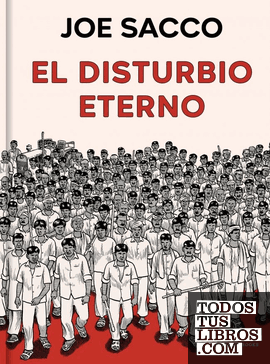 JOE SACCO
EL DISTURBIO
ETERNO
TODOS
TUS
LIBROS
.COM